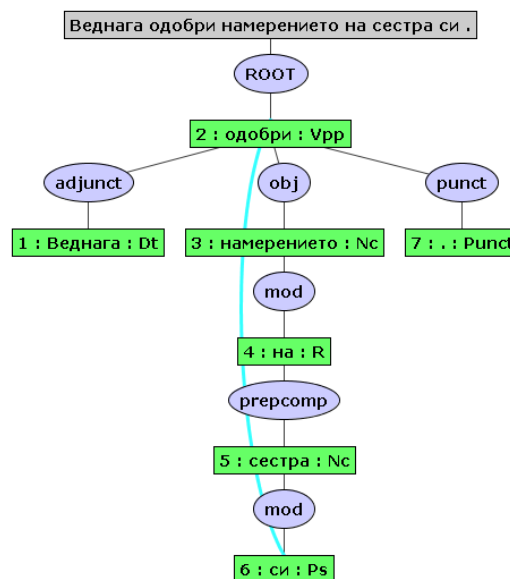 Веднага одобри намерението на сестра си .
ROOT
2 : одобри : Vpp
adjunct obj punct
1 : Веднага : Dt 3 : намерението : Nc 7 : . : Punct
mod
4 : на : R
prepcomp
5 : сестра : Nc
mod
6 : си : Ps